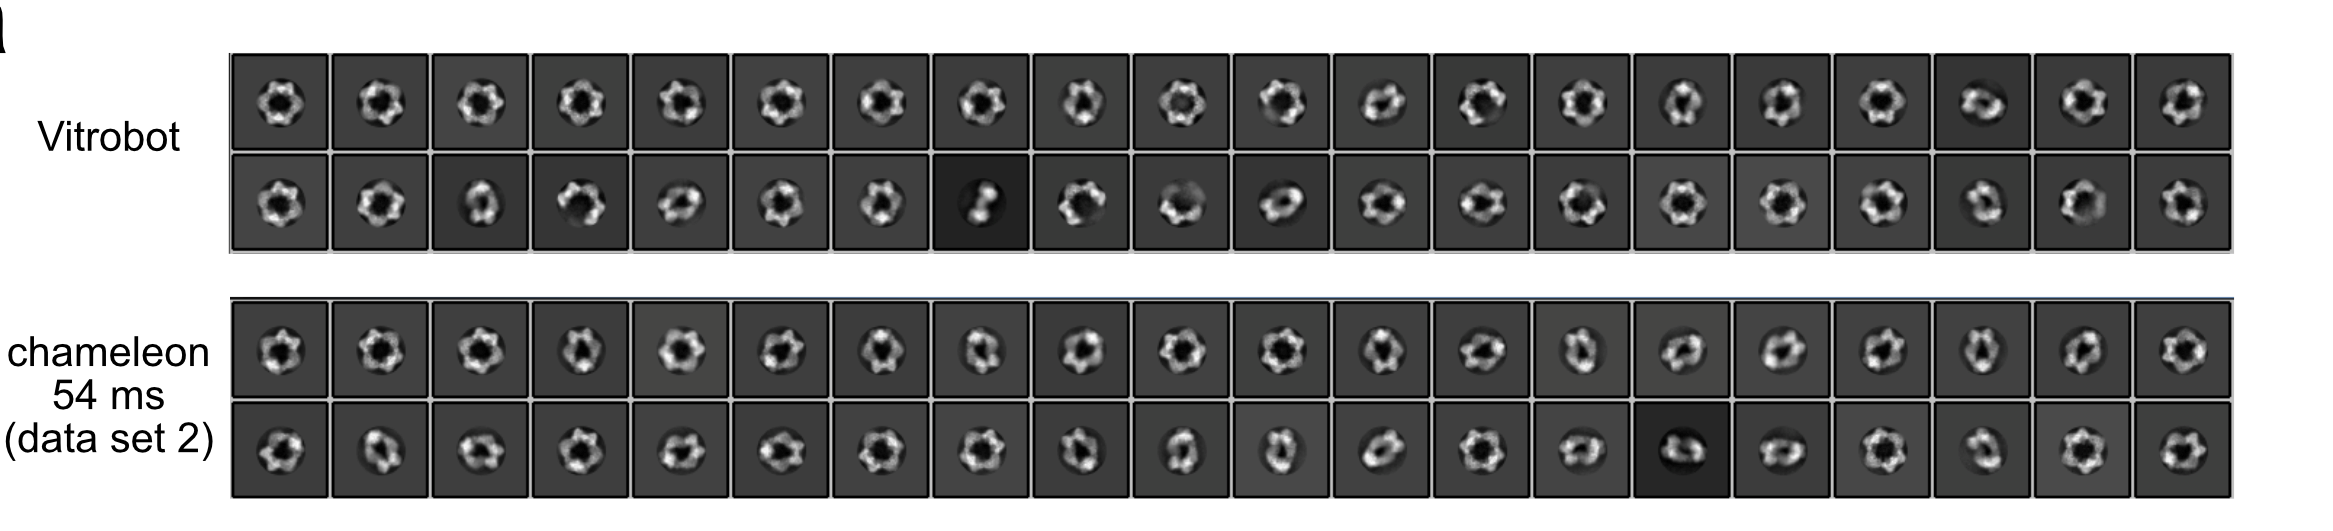 Vitrobot
chameleon
54 ms
(data set 2)